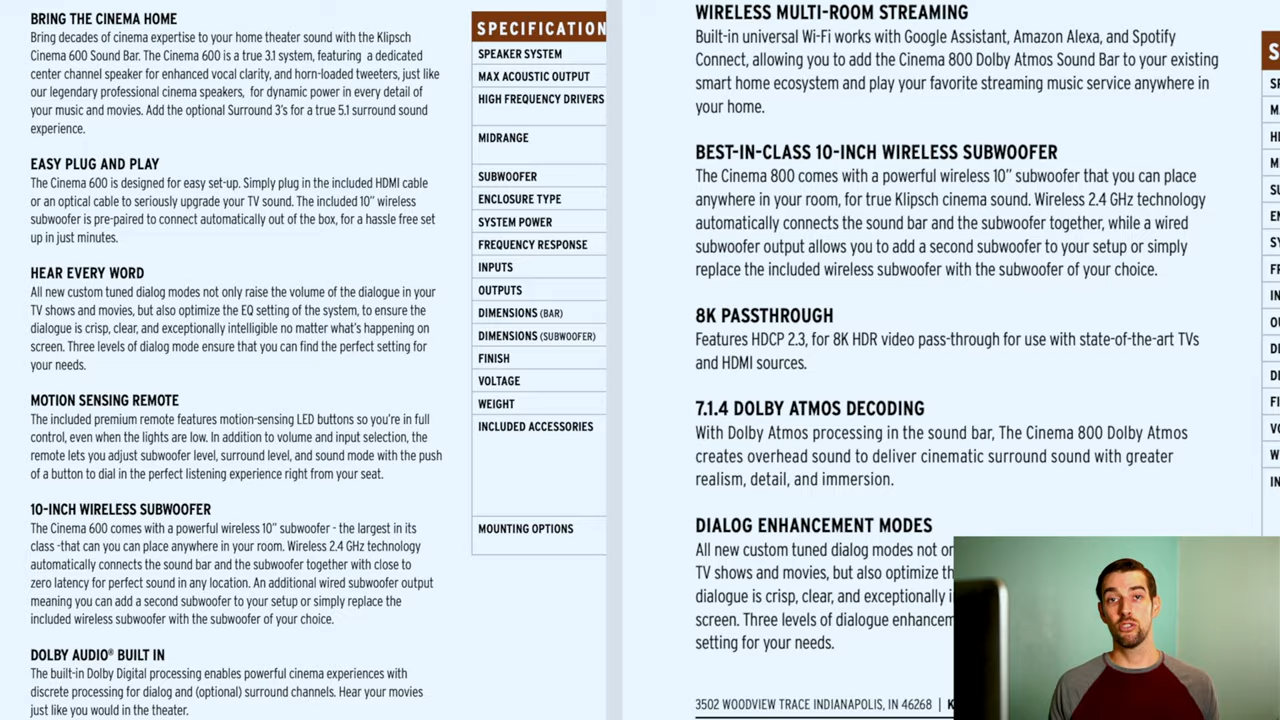 BRING THE CINEMA HOME
Bring decades of cinema expertise to your home theater sound with the Klipsch
Cinema 600 Sound Bar. The Cinema 600 is a true 3.1 system, featuring a dedicated
center channel speaker for enhanced vocal clarity, and horn-loaded tweeters, just like
our legendary professional cinema speakers, for dynamic power in every detail of
your music and movies. Add the optional Surround 3's for a true 5.1 surround sound
experience.
EASY PLUG AND PLAY
The Cinema 600 is designed for easy set-up. Simply plug in the included HDMI cable
or an optical cable to seriously upgrade your TV sound. The included 10” wireless
subwoofer is pre-paired to connect automatically out of the box, for a hassle free set
up in just minutes.
HEAR EVERY WORD
All new custom tuned dialog modes not only raise the volume of the dialogue in your
TV shows and movies, but also optimize the EQ setting of the system, to ensure the
dialogue is crisp, clear, and exceptionally intelligible no matter what's happening on
screen. Three levels of dialog mode ensure that you can find the perfect setting for
your needs.
MOTION SENSING REMOTE
The included premium remote features motion-sensing LED buttons so you're in full
control, even when the lights are low. In addition to volume and input selection, the
remote lets you adjust subwoofer level, surround level, and sound mode with the push
of a button to dial in the perfect listening experience right from your seat.
10-INCH WIRELESS SUBWOOFER
The Cinema 600 comes with a powerful wireless 10” subwoofer - the largest in its
class -that can you can place anywhere in your room. Wireless 2.4 GHz technology
automatically connects the sound bar and the subwoofer together with close to
zero latency for perfect sound in any location. An additional wired subwoofer output
meaning you can add a second subwoofer to your setup or simply replace the
included wireless subwoofer with the subwoofer of your choice.
DOLBY AUDIO® BUILT IN
The built-in Dolby Digital processing enables powerful cinema experiences with
discrete processing for dialog and (optional) surround channels. Hear your movies
just like you would in the theater.
SPECIFICATION
SPEAKER SYSTEM
MAX ACOUSTIC OUTPUT
HIGH FREQUENCY DRIVERS
MIDRANGE
SUBWOOFER
ENCLOSURE TYPE
SYSTEM POWER
FREQUENCY RESPONSE
INPUTS
OUTPUTS
DIMENSIONS (BAR)
DIMENSIONS (SUBWOOFER)
FINISH
VOLTAGE
WEIGHT
INCLUDED ACCESSORIES
MOUNTING OPTIONS
WIRELESS MULTI-ROOM STREAMING
Built-in universal Wi-Fi works with Google Assistant, Amazon Alexa, and Spotify
Connect, allowing you to add the Cinema 800 Dolby Atmos Sound Bar to your existing
smart home ecosystem and play your favorite streaming music service anywhere in
your home.
BEST-IN-CLASS 10-INCH WIRELESS SUBWOOFER
The Cinema 800 comes with a powerful wireless 10” subwoofer that you can place
anywhere in your room, for true Klipsch cinema sound. Wireless 2.4 GHz technology
automatically connects the sound bar and the subwoofer together, while a wired
subwoofer output allows you to add a second subwoofer to your setup or simply
replace the included wireless subwoofer with the subwoofer of your choice.
8K PASSTHROUGH
Features HDCP 2.3, for 8K HDR video pass-through for use with state-of-the-art TVs
and HDMI sources.
7.1.4 DOLBY ATMOS DECODING
With Dolby Atmos processing in the sound bar, The Cinema 800 Dolby Atmos
creates overhead sound to deliver cinematic surround sound with greater
realism, detail, and immersion.
DIALOG ENHANCEMENT MODES
All new custom tuned dialog modes not or
TV shows and movies, but also optimize th
dialogue is crisp, clear, and exceptionally i
screen. Three levels of dialogue enhancem
setting for your needs.
3502 WOODVIEW TRACE INDIANAPOLIS, IN 46268 | K
S
SP
M
HI
M
SU
EN
SY
FR
IN
OU
DI
DI
FI
VO
W
IN